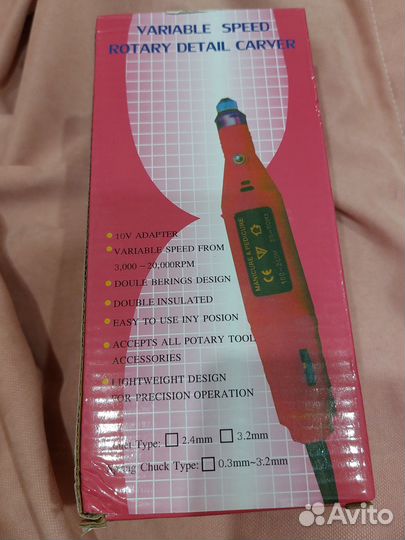 VARIABLE SPEED
ROTARY DETAIL CARVER
10V ADAPTER
VARIABLE SPEED FROM
3,000 – 20,000RPM
DOULE BERINGS DESIGN
DOUBLE INSULATED
EASY TO USE INY POSION
ACCEPTS ALL POTARY TOOL
ACCESSORIES
LIGHTWEIGHT DESIGN
FOR PRECISION OPERATION
Type: 2.4mm 3.2mm
Chuck Type: 0.3mm~3.2mm
MANICURE & PEDICURE
CE
Avito